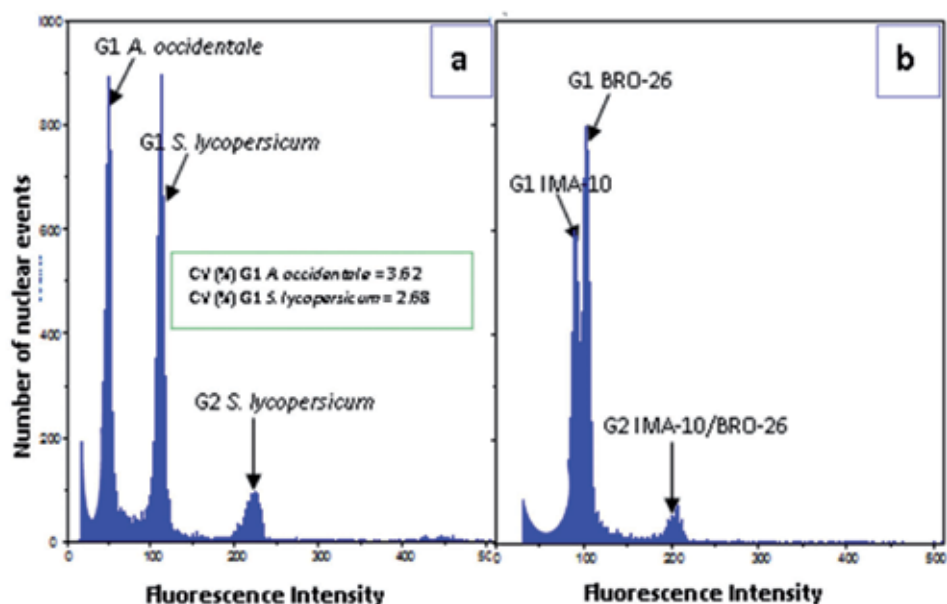 1000
800
600
400
200
0
Number of nuclear events
a
G1 A. occidentale
G1 S. lycopersicum
CV (%) G1 A. occidentale = 3.62
CV (%) G1 S. lycopersicum = 2.68
G2 S. lycopersicum
0 100 200 300 400 500
Fluorescence Intensity
b
G1 BRO-26
G1 IMA-10
G2 IMA-10/BRO-26
100 200 300 400 500
Fluorescence Intensity